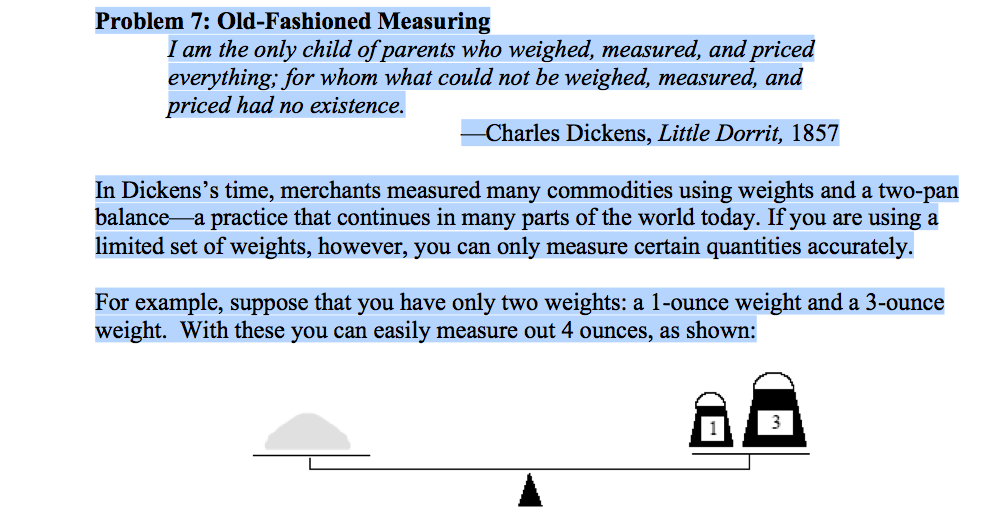 Problem 7: Old-Fashioned Measuring
I am the only child of parents who weighed, measured, and priced
everything; for whom what could not be weighed, measured, and
priced had no existence.
—Charles Dickens, Little Dorrit, 1857
In Dickens’s time, merchants measured many commodities using weights and a two-pan
balance—a practice that continues in many parts of the world today. If you are using a
limited set of weights, however, you can only measure certain quantities accurately.
For example, suppose that you have only two weights: a 1-ounce weight and a 3-ounce
weight.  With these you can easily measure out 4 ounces, as shown:
1 3